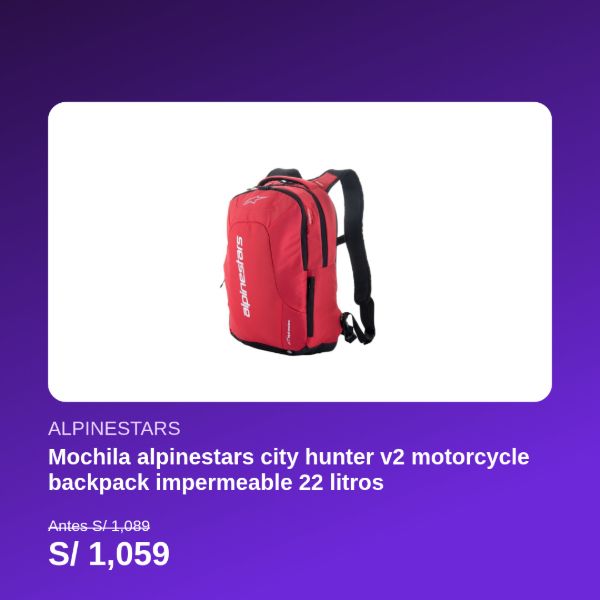 alpinestars
ALPINESTARS
Mochila alpinestars city hunter v2 motorcycle
backpack impermeable 22 litros
Antes S/ 1,089
S/ 1,059